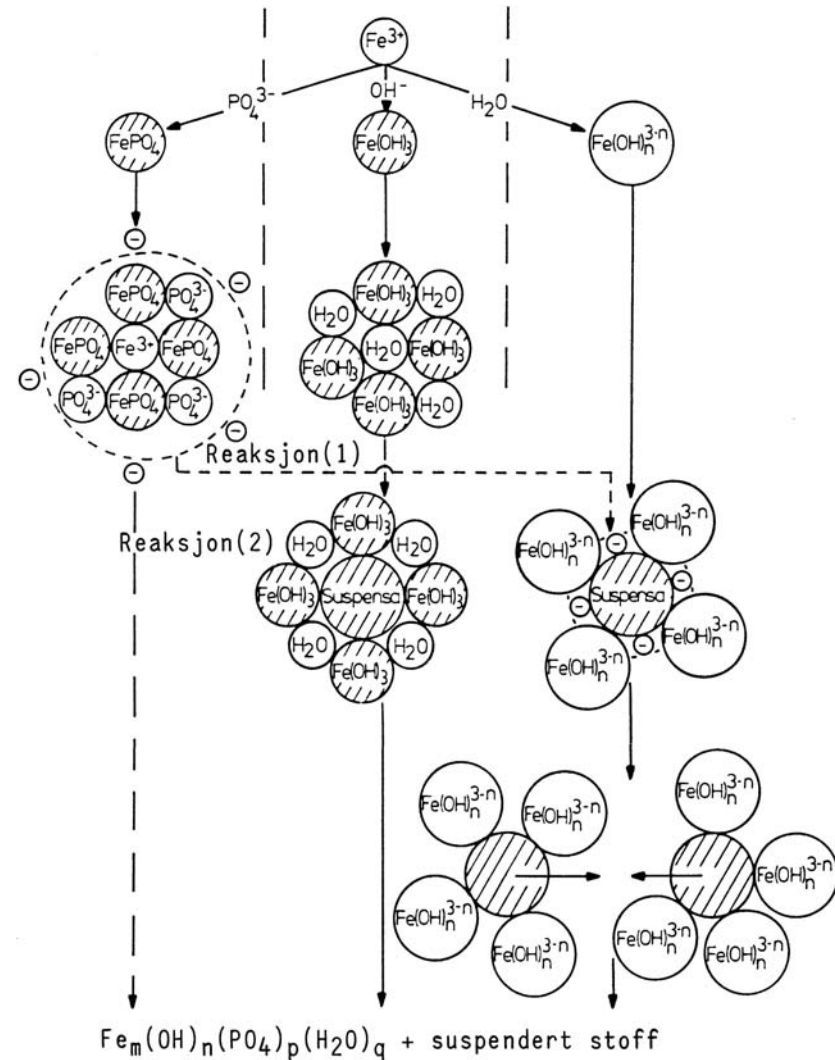 Fe³⁺
PO₄³⁻
OH⁻
H₂O
FePO₄
Fe(OH)₃
Fe(OH)ₙ³⁻ⁿ
−
−
−
−
−
−
FePO₄
PO₄³⁻
FePO₄
Fe³⁺
FePO₄
PO₄³⁻
FePO₄
PO₄³⁻
Fe(OH)₃
H₂O
H₂O
H₂O
Fe(OH)₃
Fe(OH)₃
Fe(OH)₃
H₂O
Reaksjon(1)
Reaksjon(2)
Fe(OH)₃
H₂O
H₂O
Fe(OH)₃
Suspensa
Fe(OH)₃
H₂O
H₂O
Fe(OH)₃
Fe(OH)ₙ³⁻ⁿ
Fe(OH)ₙ³⁻ⁿ
−
−
Suspensa
−
−
Fe(OH)ₙ³⁻ⁿ
Fe(OH)ₙ³⁻ⁿ
Fe(OH)ₙ³⁻ⁿ
Fe(OH)ₙ³⁻ⁿ
Fe(OH)ₙ³⁻ⁿ
Fe(OH)ₙ³⁻ⁿ
Fe(OH)ₙ³⁻ⁿ
Fe(OH)ₙ³⁻ⁿ
Fe(OH)ₙ³⁻ⁿ
Fe(OH)ₙ³⁻ⁿ
Feₘ(OH)ₙ(PO₄)ₚ(H₂O)q + suspendert stoff